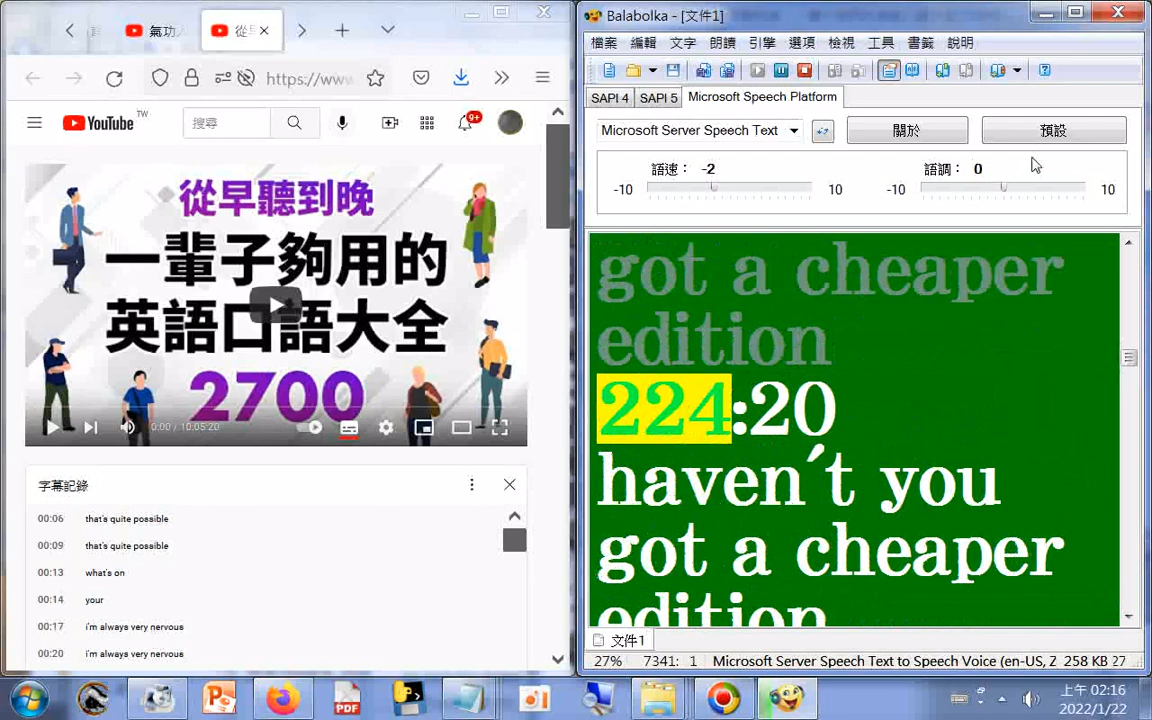 氣功
從
https://www
YouTube TW
搜尋
9+
從早聽到晚
一輩子夠用的
英語口語大全
2700
0:00 / 10:05:20
字幕記錄
00:06 that's quite possible
00:09 that's quite possible
00:13 what's on
00:14 your
00:17 i'm always very nervous
00:20 i'm always very nervous
Balabolka - [文件1]
檔案 編輯 文字 朗讀 引擎 選項 檢視 工具 書籤 說明
SAPI 4 SAPI 5 Microsoft Speech Platform
Microsoft Server Speech Text 關於 預設
語速： -2 語調： 0
-10 10 -10 10
got a cheaper
edition
224:20
haven't you
got a cheaper
edition
文件1
27% 7341: 1 Microsoft Server Speech Text to Speech Voice (en-US, Z 258 KB 27
PDF
上午 02:16
2022/1/22